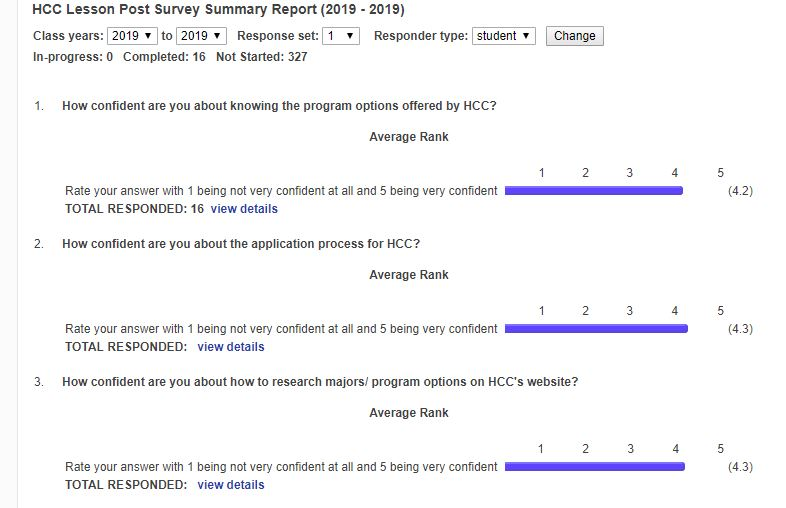 HCC Lesson Post Survey Summary Report (2019 - 2019)
Class years: 2019 to 2019 Response set: 1 Responder type: student Change
In-progress: 0 Completed: 16 Not Started: 327
1. How confident are you about knowing the program options offered by HCC?
Average Rank
1 2 3 4 5
Rate your answer with 1 being not very confident at all and 5 being very confident (4.2)
TOTAL RESPONDED: 16 view details
2. How confident are you about the application process for HCC?
Average Rank
1 2 3 4 5
Rate your answer with 1 being not very confident at all and 5 being very confident (4.3)
TOTAL RESPONDED: view details
3. How confident are you about how to research majors/ program options on HCC's website?
Average Rank
1 2 3 4 5
Rate your answer with 1 being not very confident at all and 5 being very confident (4.3)
TOTAL RESPONDED: view details